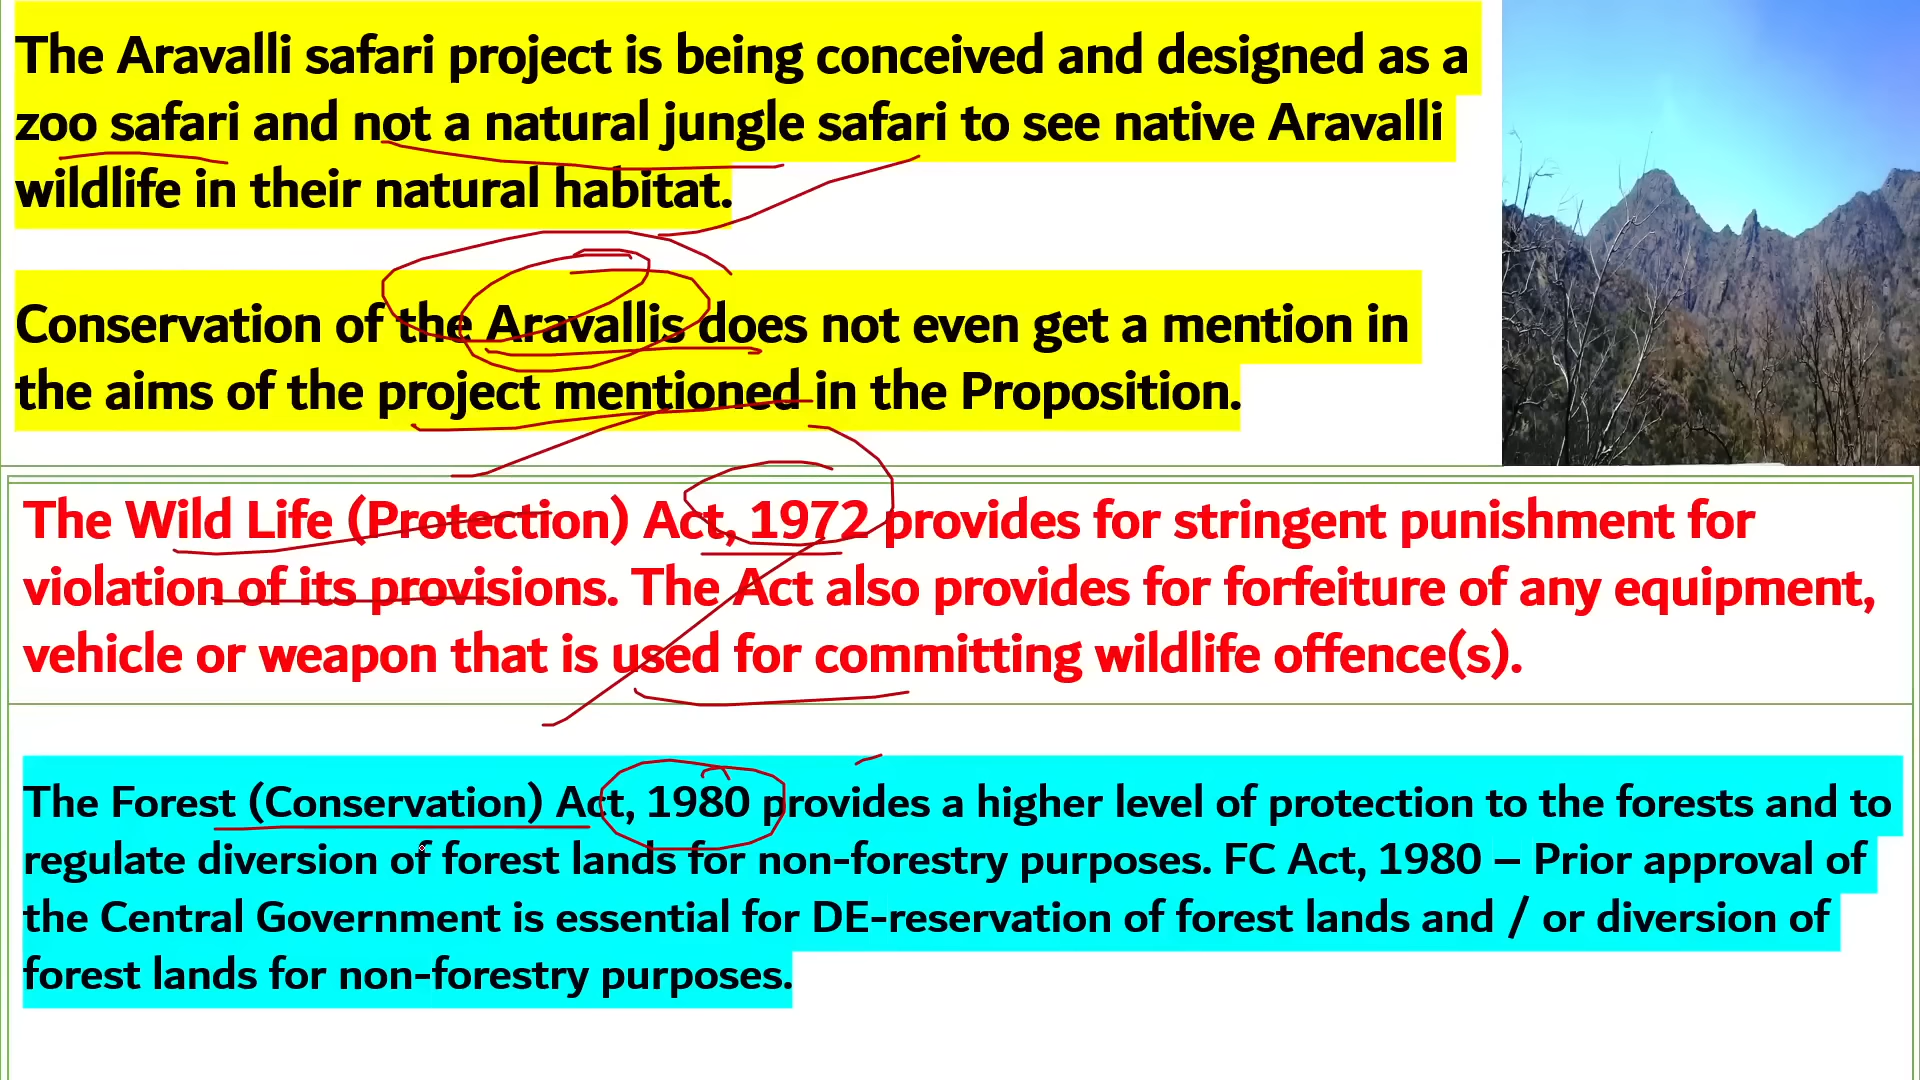 The Aravalli safari project is being conceived and designed as a
zoo safari and not a natural jungle safari to see native Aravalli
wildlife in their natural habitat.
Conservation of the Aravallis does not even get a mention in
the aims of the project mentioned in the Proposition.
The Wild Life (Protection) Act, 1972 provides for stringent punishment for
violation of its provisions. The Act also provides for forfeiture of any equipment,
vehicle or weapon that is used for committing wildlife offence(s).
The Forest (Conservation) Act, 1980 provides a higher level of protection to the forests and to
regulate diversion of forest lands for non-forestry purposes. FC Act, 1980 – Prior approval of
the Central Government is essential for DE-reservation of forest lands and / or diversion of
forest lands for non-forestry purposes.